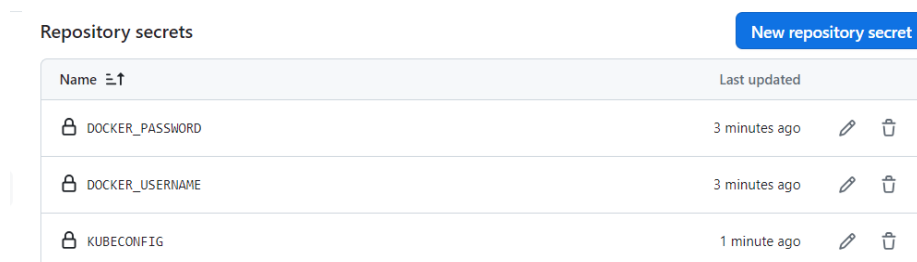 Repository secrets
New repository secret
Name
Last updated
DOCKER_PASSWORD
3 minutes ago
DOCKER_USERNAME
3 minutes ago
KUBECONFIG
1 minute ago